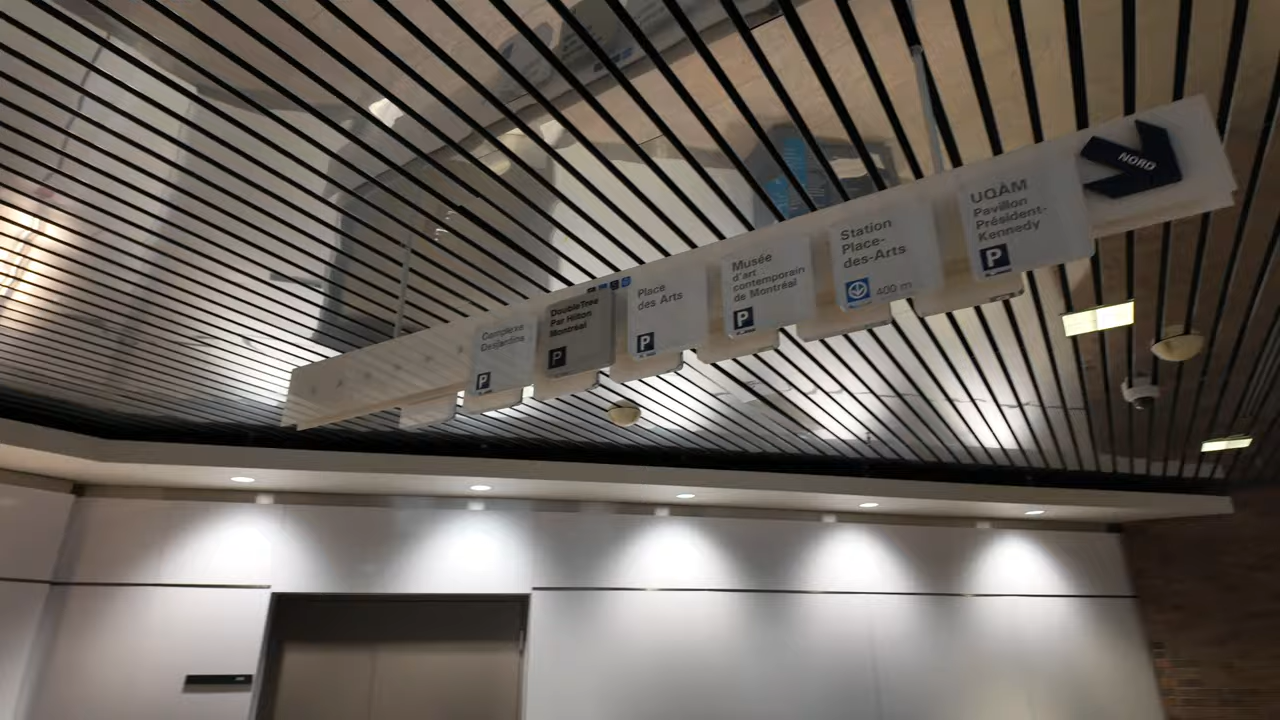 Complexe
Desjardins
P
DoubleTree
Par Hilton
Montréal
P
Place
des Arts
P
Musée
d'art
contemporain
de Montréal
P
Station
Place-
des-Arts
400 m
UQÀM
Pavillon
Président-
Kennedy
P
NORD